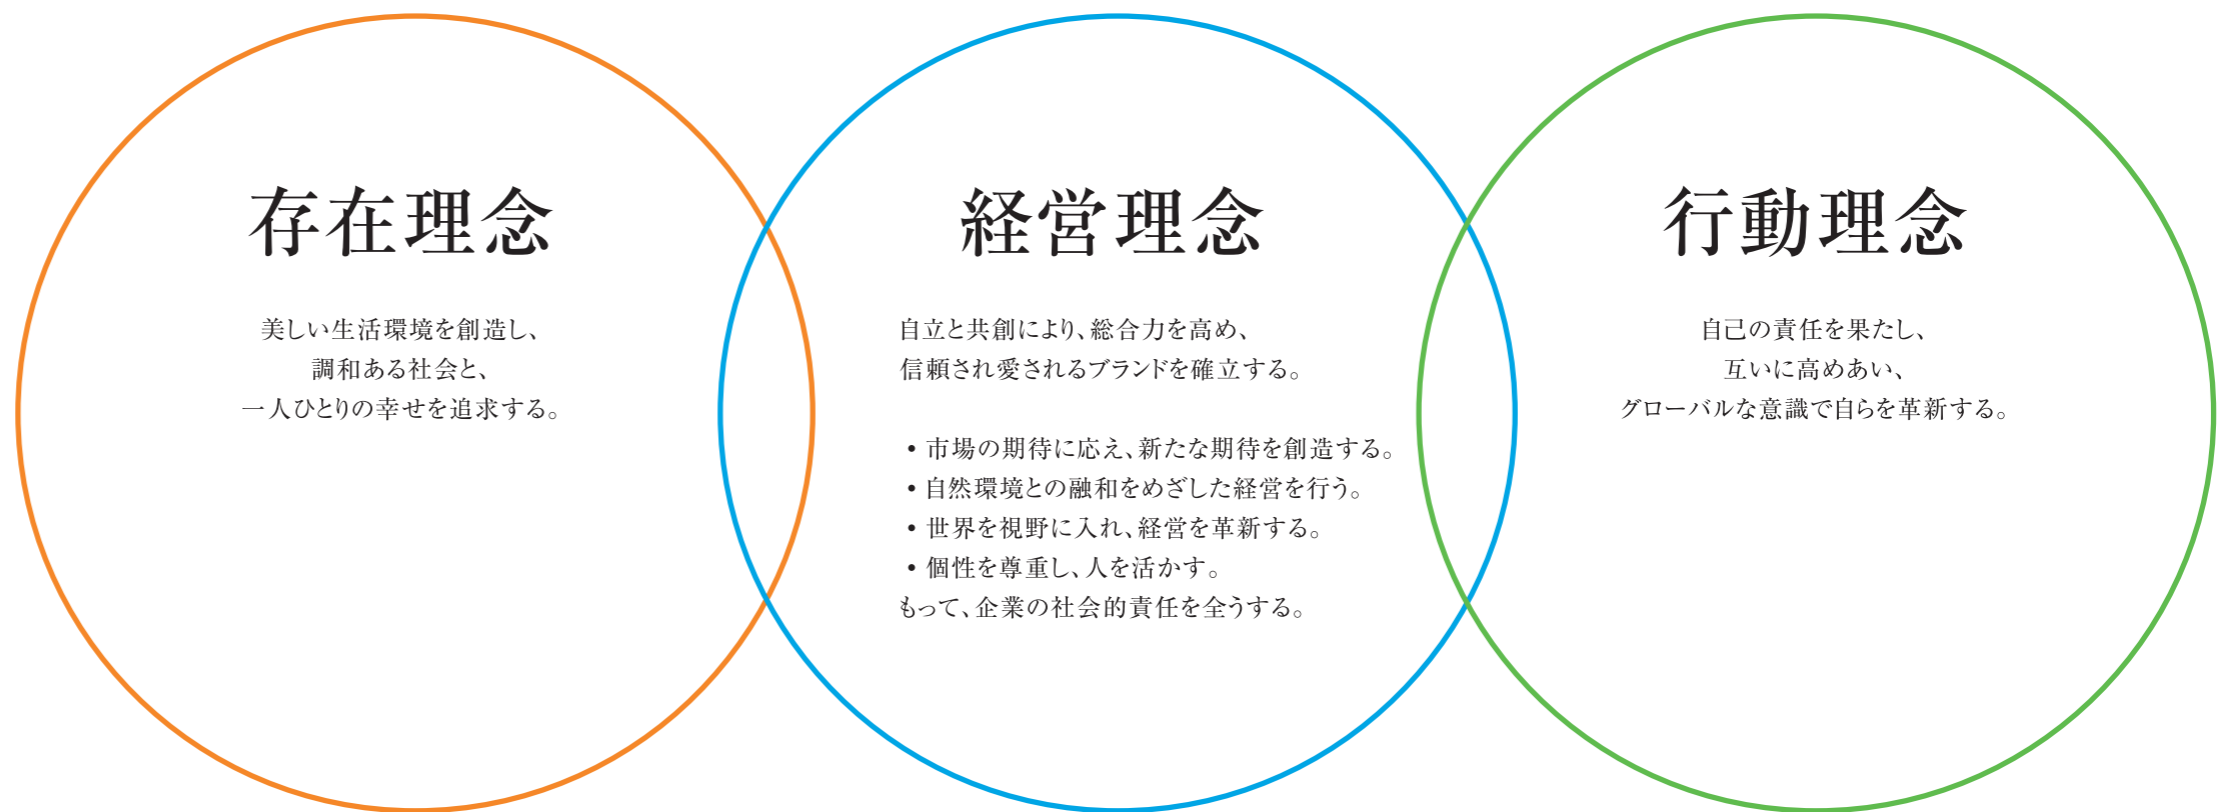 存在理念
美しい生活環境を創造し、
調和ある社会と、
一人ひとりの幸せを追求する。
経営理念
自立と共創により、総合力を高め、
信頼され愛されるブランドを確立する。
• 市場の期待に応え、新たな期待を創造する。
• 自然環境との融和をめざした経営を行う。
• 世界を視野に入れ、経営を革新する。
• 個性を尊重し、人を活かす。
もって、企業の社会的責任を全うする。
行動理念
自己の責任を果たし、
互いに高めあい、
グローバルな意識で自らを革新する。